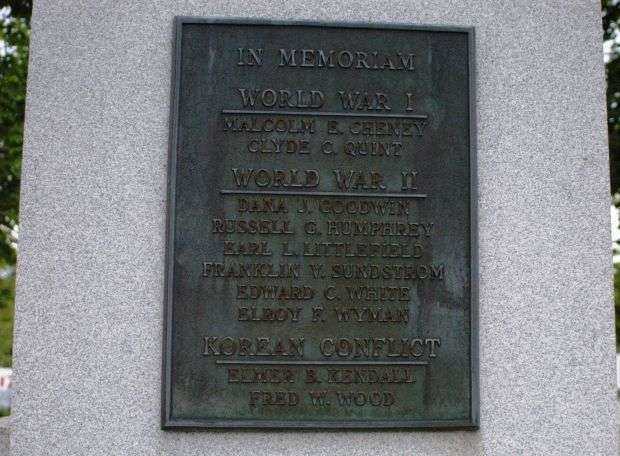 IN MEMORIAM
WORLD WAR I
MALCOLM E. CHENEY
CLYDE C. QUINT
WORLD WAR II
DANA J. GOODWIN
RUSSELL G. HUMPHREY
EARL L. LITTLEFIELD
FRANKLIN V. SUNDSTROM
EDWARD C. WHITE
ELROY F. WYMAN
KOREAN CONFLICT
ELMER B. KENDALL
FRED W. WOOD